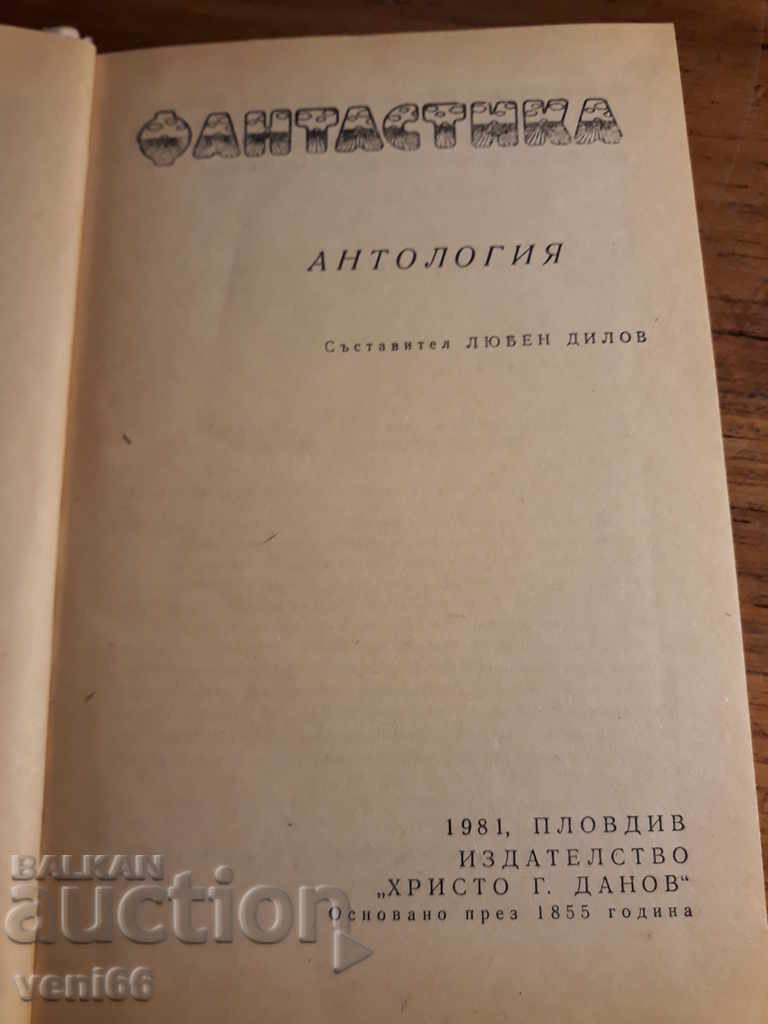 ФАНТАСТИКА
АНТОЛОГИЯ
Съставител ЛЮБЕН ДИЛОВ
1981, ПЛОВДИВ
ИЗДАТЕЛСТВО
„ХРИСТО Г. ДАНОВ“
Основано през 1855 година
BALKAN
auction
veni66